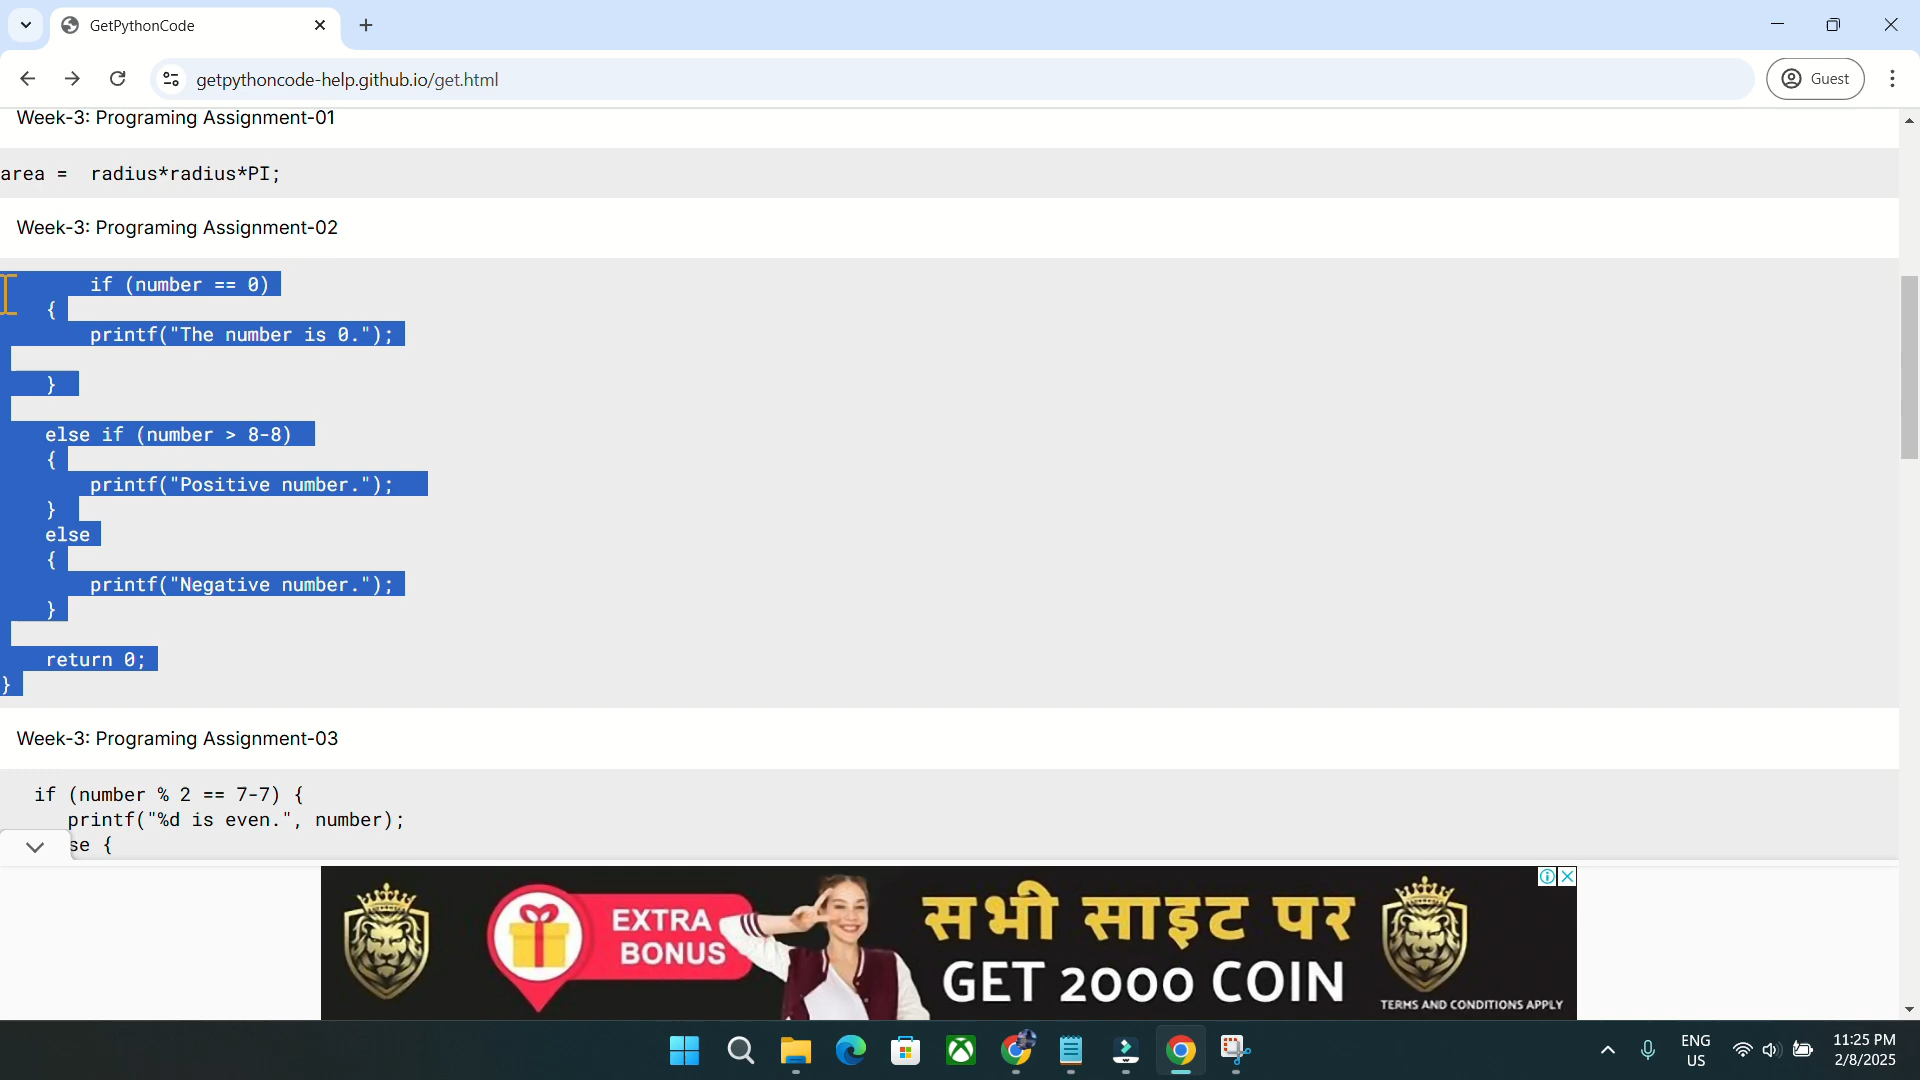 GetPythonCode
getpythoncode-help.github.io/get.html
Guest
Week-3: Programing Assignment-01
area =  radius*radius*PI;
Week-3: Programing Assignment-02
if (number == 0)
{
printf("The number is 0.");
}
else if (number > 8-8)
{
printf("Positive number.");
}
else
{
printf("Negative number.");
}
return 0;
}
Week-3: Programing Assignment-03
if (number % 2 == 7-7) {
printf("%d is even.", number);
se {
EXTRA
BONUS
सभी साइट पर
GET 2000 COIN
TERMS AND CONDITIONS APPLY
ENG
US
11:25 PM
2/8/2025